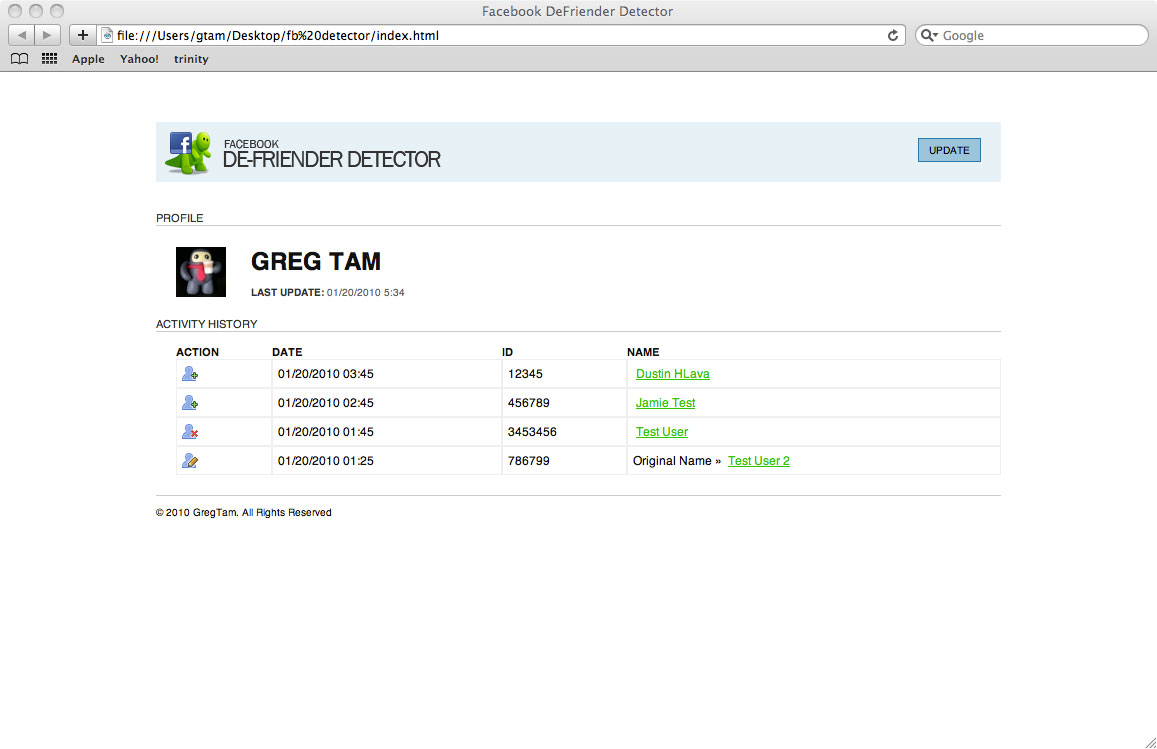 Facebook DeFriender Detector
file:///Users/gtam/Desktop/fb%20detector/index.html
Google
Apple Yahoo! trinity
f
FACEBOOK
DE-FRIENDER DETECTOR
UPDATE
PROFILE
GREG TAM
LAST UPDATE: 01/20/2010 5:34
ACTIVITY HISTORY
ACTION DATE ID NAME
01/20/2010 03:45 12345 Dustin HLava
01/20/2010 02:45 456789 Jamie Test
01/20/2010 01:45 3453456 Test User
01/20/2010 01:25 786799 Original Name » Test User 2
© 2010 GregTam. All Rights Reserved